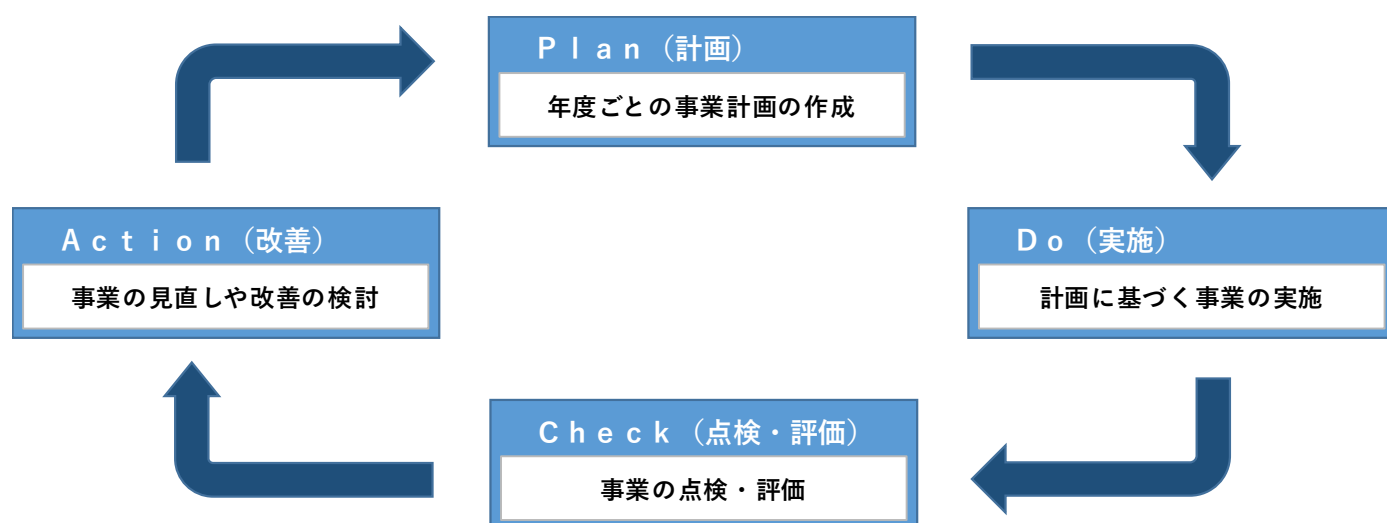 Ｐｌａｎ（計画）
年度ごとの事業計画の作成
Ａｃｔｉｏｎ（改善）
事業の見直しや改善の検討
Ｄｏ（実施）
計画に基づく事業の実施
Ｃｈｅｃｋ（点検・評価）
事業の点検・評価